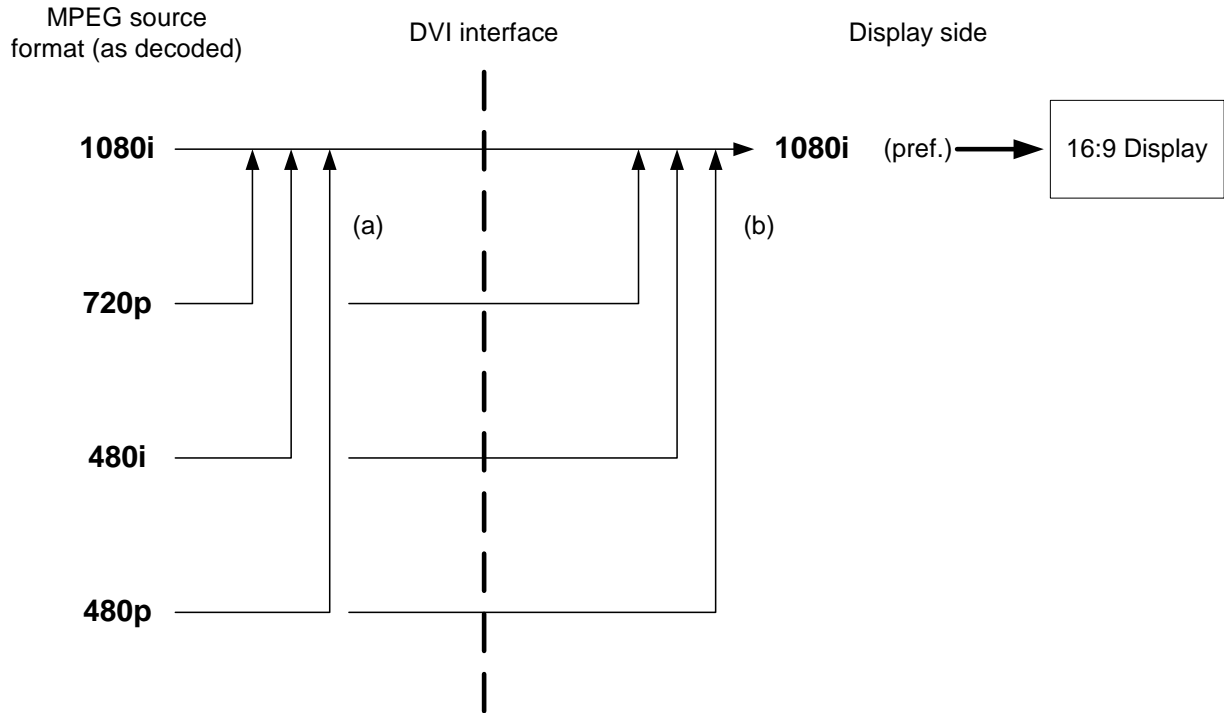 MPEG source
format (as decoded)
DVI interface
Display side
1080i
1080i
(pref.)
16:9 Display
(a)
(b)
720p
480i
480p